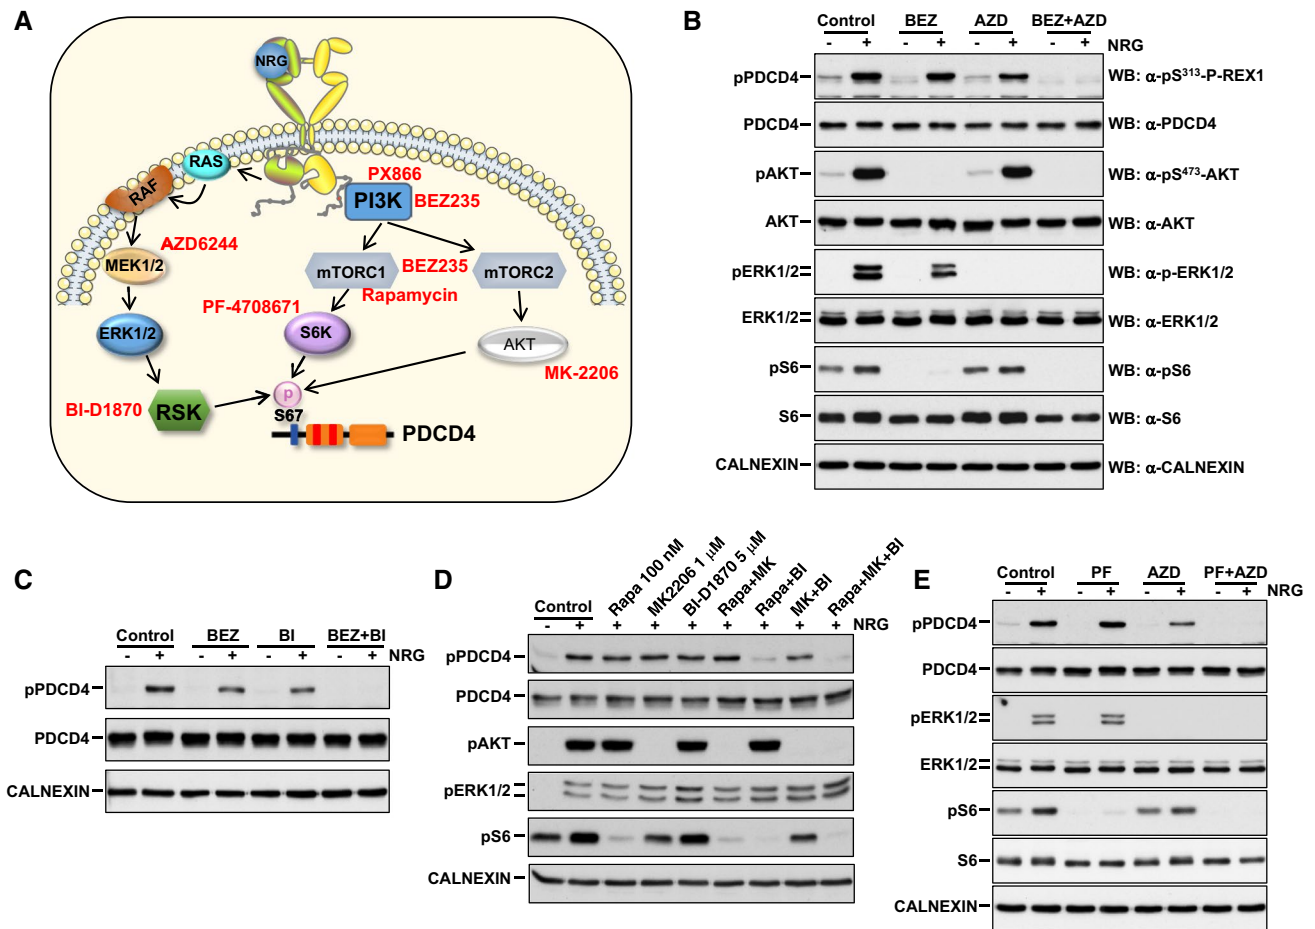 A
NRG
RAS
RAF
PX866
PI3K
BEZ235
AZD6244
MEK1/2
mTORC1
BEZ235
mTORC2
Rapamycin
PF-4708671
ERK1/2
S6K
AKT
MK-2206
BI-D1870
RSK
p
S67
PDCD4
B
Control BEZ AZD BEZ+AZD
- + - + - + - + NRG
pPDCD4 WB: α-pS313-P-REX1
PDCD4 WB: α-PDCD4
pAKT WB: α-pS473-AKT
AKT WB: α-AKT
pERK1/2 WB: α-p-ERK1/2
ERK1/2 WB: α-ERK1/2
pS6 WB: α-pS6
S6 WB: α-S6
CALNEXIN WB: α-CALNEXIN
C
Control BEZ BI BEZ+BI
- + - + - + - + NRG
pPDCD4
PDCD4
CALNEXIN
D
Control Rapa 100 nM MK2206 1 μM BI-D1870 5 μM Rapa+MK Rapa+BI MK+BI Rapa+MK+BI
- + + + + + + + + NRG
pPDCD4
PDCD4
pAKT
pERK1/2
pS6
CALNEXIN
E
Control PF AZD PF+AZD
- + - + - + - + NRG
pPDCD4
PDCD4
pERK1/2
ERK1/2
pS6
S6
CALNEXIN